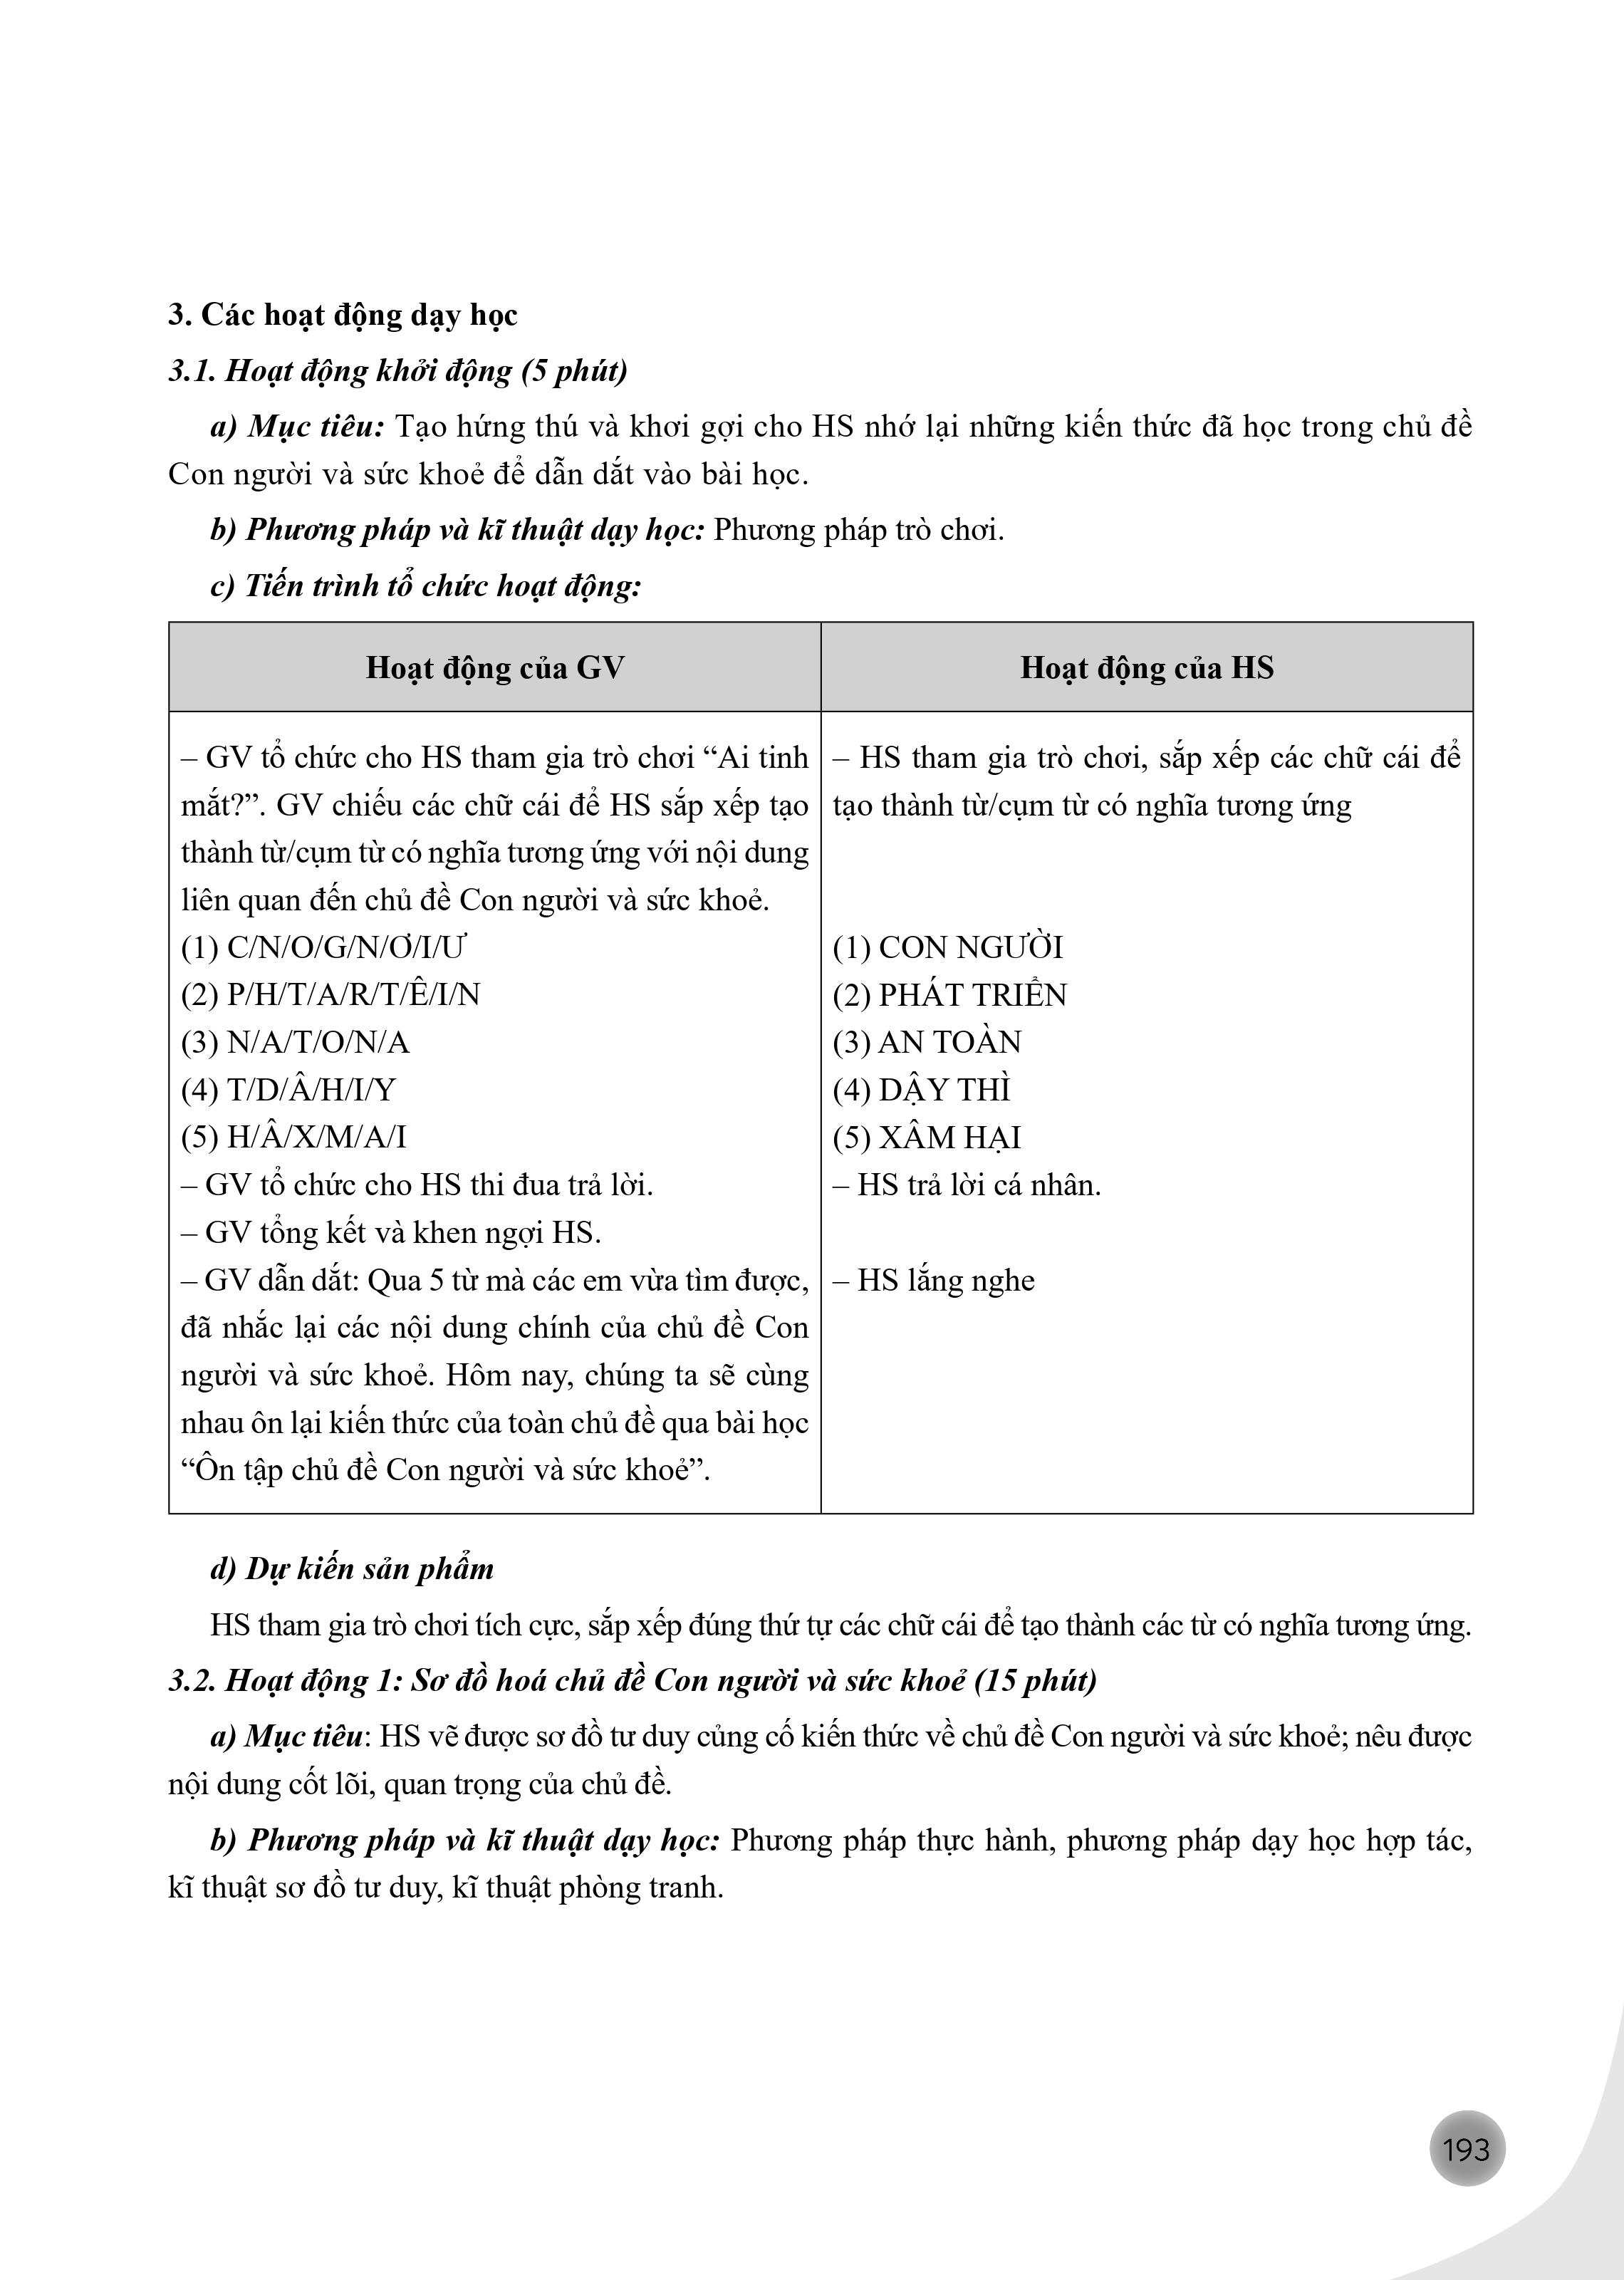 3. Các hoạt động dạy học
3.1. Hoạt động khởi động (5 phút)
a) Mục tiêu: Tạo hứng thú và khơi gợi cho HS nhớ lại những kiến thức đã học trong chủ đề
Con người và sức khoẻ để dẫn dắt vào bài học.
b) Phương pháp và kĩ thuật dạy học: Phương pháp trò chơi.
c) Tiến trình tổ chức hoạt động:
Hoạt động của GV
– GV tổ chức cho HS tham gia trò chơi “Ai tinh
mắt?”. GV chiếu các chữ cái để HS sắp xếp tạo
thành từ/cụm từ có nghĩa tương ứng với nội dung
liên quan đến chủ đề Con người và sức khoẻ.
(1) C/N/O/G/N/Ơ/I/Ư
(2) P/H/T/A/R/T/Ê/I/N
(3) N/A/T/O/N/A
(4) T/D/Â/H/I/Y
(5) H/Â/X/M/A/I
– GV tổ chức cho HS thi đua trả lời.
– GV tổng kết và khen ngợi HS.
– GV dẫn dắt: Qua 5 từ mà các em vừa tìm được,
đã nhắc lại các nội dung chính của chủ đề Con
người và sức khoẻ. Hôm nay, chúng ta sẽ cùng
nhau ôn lại kiến thức của toàn chủ đề qua bài học
“Ôn tập chủ đề Con người và sức khoẻ”.
Hoạt động của HS
– HS tham gia trò chơi, sắp xếp các chữ cái để
tạo thành từ/cụm từ có nghĩa tương ứng
(1) CON NGƯỜI
(2) PHÁT TRIỂN
(3) AN TOÀN
(4) DẬY THÌ
(5) XÂM HẠI
– HS trả lời cá nhân.
– HS lắng nghe
d) Dự kiến sản phẩm
HS tham gia trò chơi tích cực, sắp xếp đúng thứ tự các chữ cái để tạo thành các từ có nghĩa tương ứng.
3.2. Hoạt động 1: Sơ đồ hoá chủ đề Con người và sức khoẻ (15 phút)
a) Mục tiêu: HS vẽ được sơ đồ tư duy củng cố kiến thức về chủ đề Con người và sức khoẻ; nêu được
nội dung cốt lõi, quan trọng của chủ đề.
b) Phương pháp và kĩ thuật dạy học: Phương pháp thực hành, phương pháp dạy học hợp tác,
kĩ thuật sơ đồ tư duy, kĩ thuật phòng tranh.
193